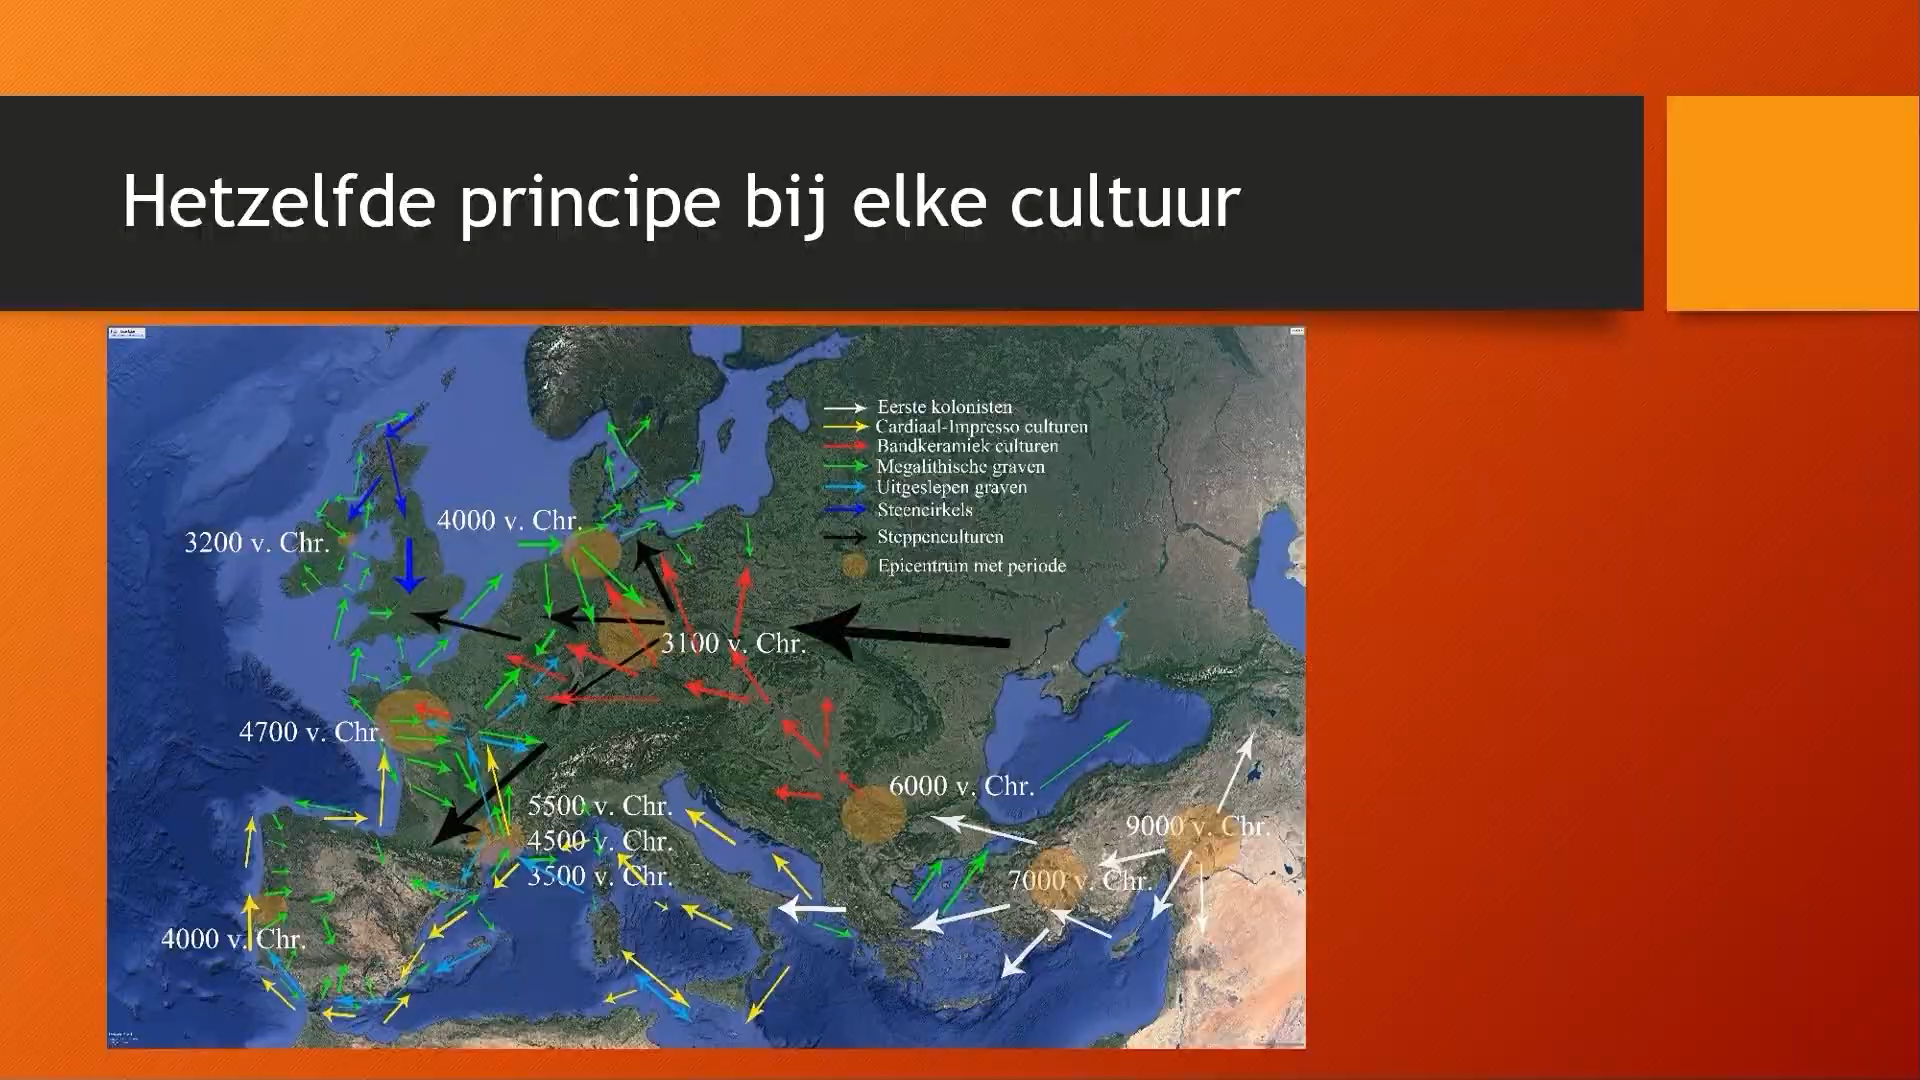 Hetzelfde principe bij elke cultuur
Eerste kolonisten
Cardiaal-Impresso culturen
Bandkeramiek culturen
Megalithische graven
Uitgeslepen graven
Steencirkels
Steppenculturen
Epicentrum met periode
4000 v. Chr.
3200 v. Chr.
3100 v. Chr.
4700 v. Chr.
6000 v. Chr.
5500 v. Chr.
4500 v. Chr.
3500 v. Chr.
9000 v. Chr.
7000 v. Chr.
4000 v. Chr.